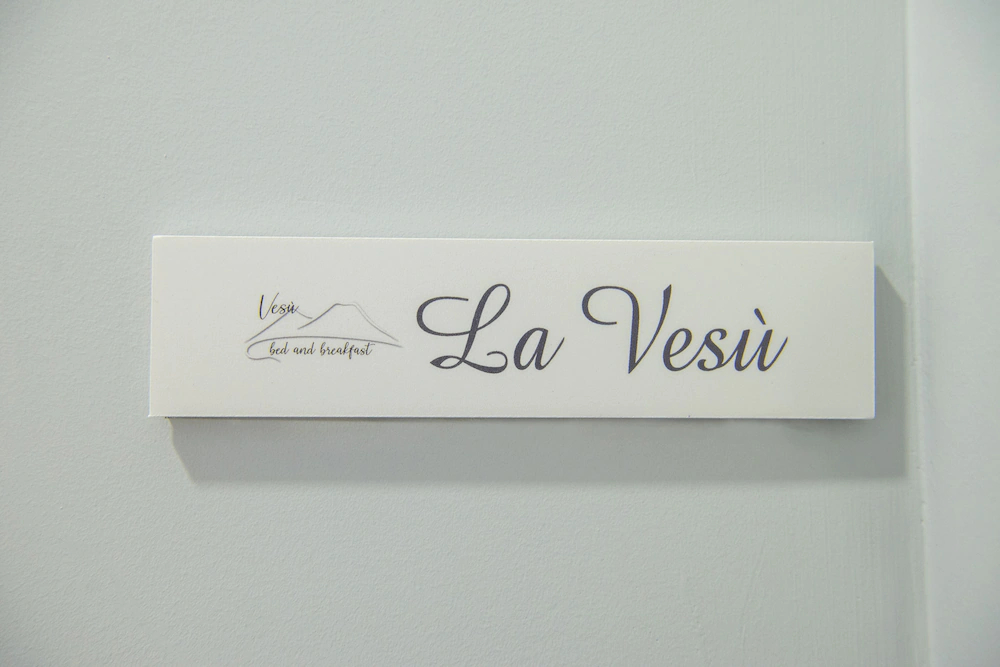 Vesù
bed and breakfast
La Vesù